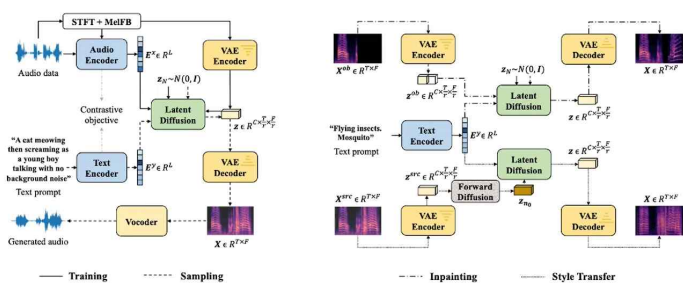 STFT + MelFB
Audio
Encoder
E^x ∈ R^L
VAE
Encoder
Audio data
z_N~N(0, I)
Contrastive
objective
Latent
Diffusion
z ∈ R^{C×T/r×F/r}
"A cat meowing
then screaming as
a young boy
talking with no
background noise"
Text prompt
Text
Encoder
E^y ∈ R^L
VAE
Decoder
Vocoder
Generated audio
X ∈ R^{T×F}
Training
Sampling
X^{ob} ∈ R^{T×F}
VAE
Encoder
z^{ob} ∈ R^{C×T/r×F/r}
z_N~N(0, I)
Latent
Diffusion
z ∈ R^{C×T/r×F/r}
VAE
Decoder
X ∈ R^{T×F}
"Flying insects,
Mosquito"
Text prompt
Text
Encoder
E^y ∈ R^L
Latent
Diffusion
z ∈ R^{C×T/r×F/r}
z^{src} ∈ R^{C×T/r×F/r}
Forward
Diffusion
z_{n_0}
X^{src} ∈ R^{T×F}
VAE
Encoder
VAE
Decoder
X ∈ R^{T×F}
Inpainting
Style Transfer